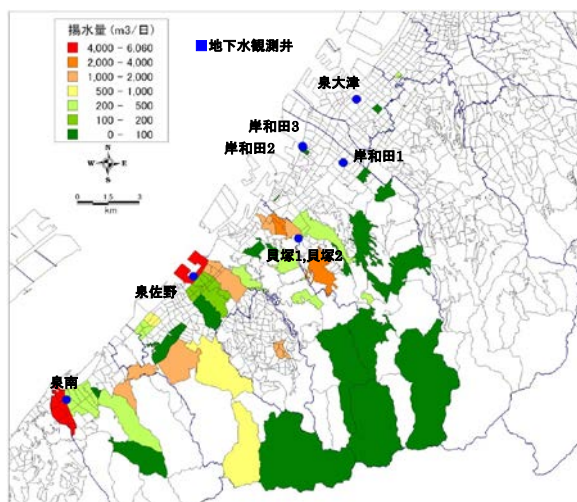 揚水量 (m3/日)
4,000 - 6,060
2,000 - 4,000
1,000 - 2,000
500 - 1,000
200 - 500
100 - 200
0 - 100
N
W E
S
0 1.5 3
km
■地下水観測井
泉大津
岸和田3
岸和田2
岸和田1
貝塚1,貝塚2
泉佐野
泉南